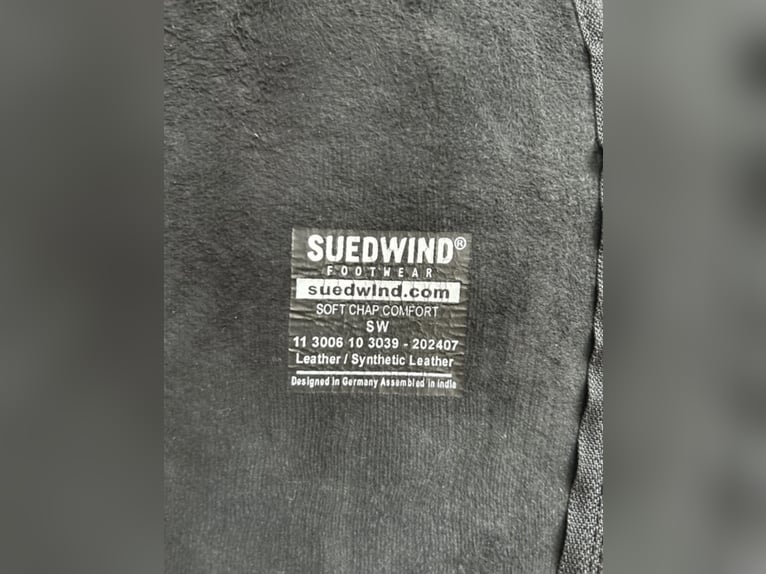 SUEDWIND®
FOOTWEAR
suedwind.com
SOFT CHAP COMFORT
SW
11 3006 10 3039 - 202407
Leather / Synthetic Leather
Designed in Germany Assembled in India